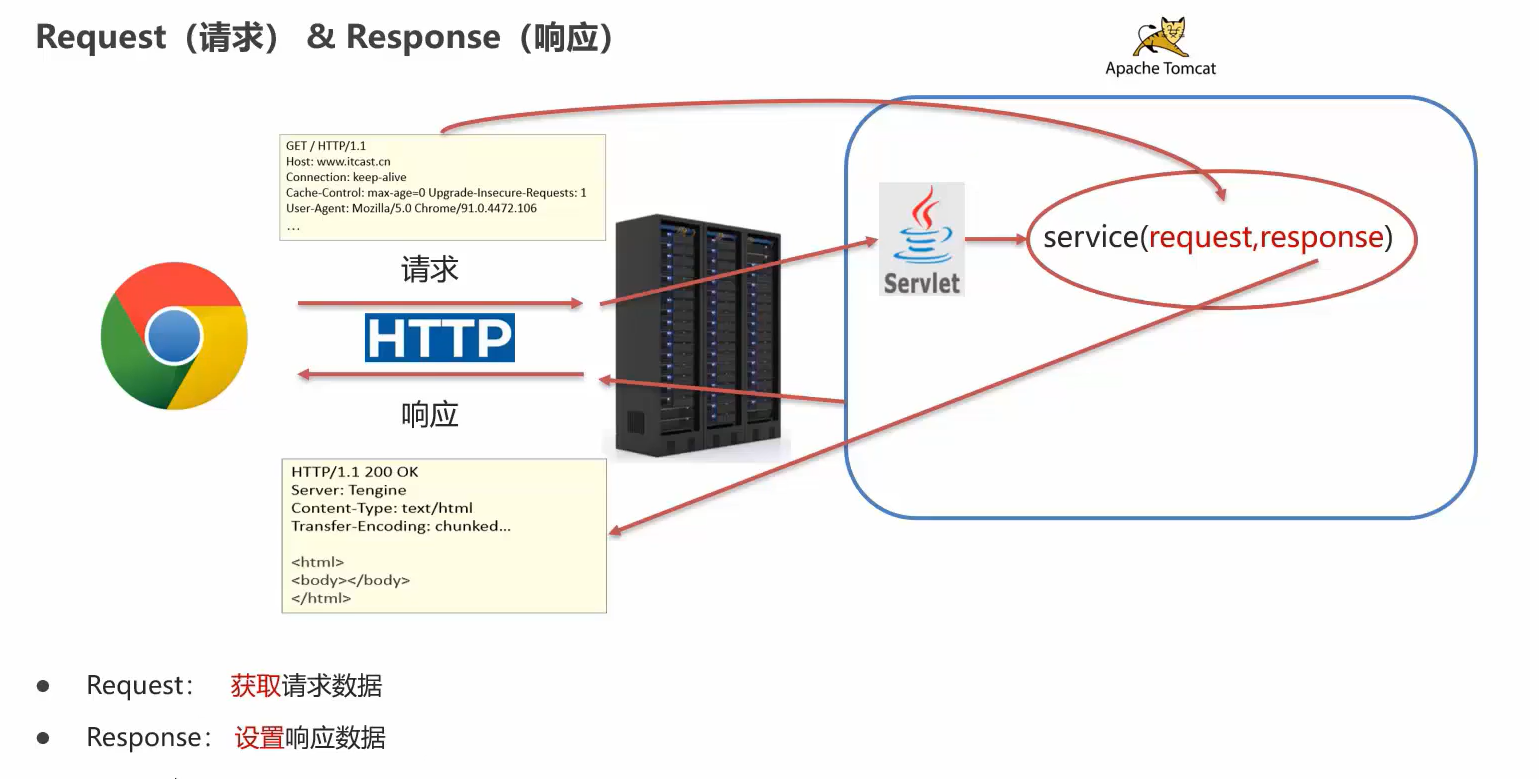 Request（请求） & Response（响应）
Apache Tomcat
GET / HTTP/1.1
Host: www.itcast.cn
Connection: keep-alive
Cache-Control: max-age=0 Upgrade-Insecure-Requests: 1
User-Agent: Mozilla/5.0 Chrome/91.0.4472.106
...
请求
HTTP
响应
Servlet
service(request,response)
HTTP/1.1 200 OK
Server: Tengine
Content-Type: text/html
Transfer-Encoding: chunked...
<html>
<body></body>
</html>
● Request： 获取请求数据
● Response： 设置响应数据